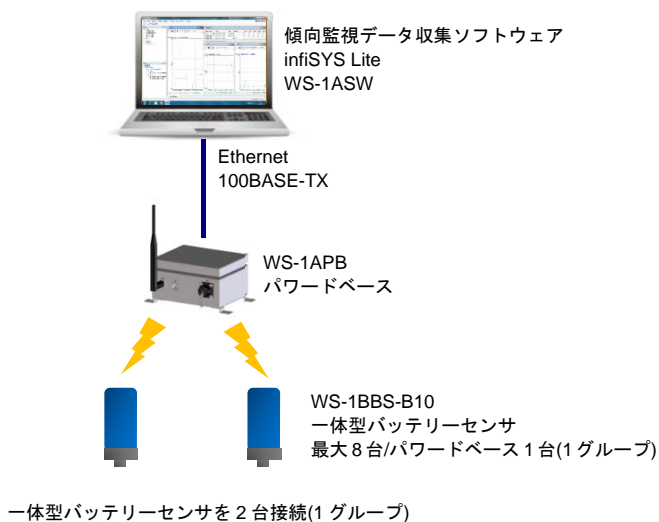 傾向監視データ収集ソフトウェア
infiSYS Lite
WS-1ASW
Ethernet
100BASE-TX
WS-1APB
パワードベース
WS-1BBS-B10
一体型バッテリーセンサ
最大 8 台/パワードベース 1 台(1 グループ)
一体型バッテリーセンサを 2 台接続(1 グループ)